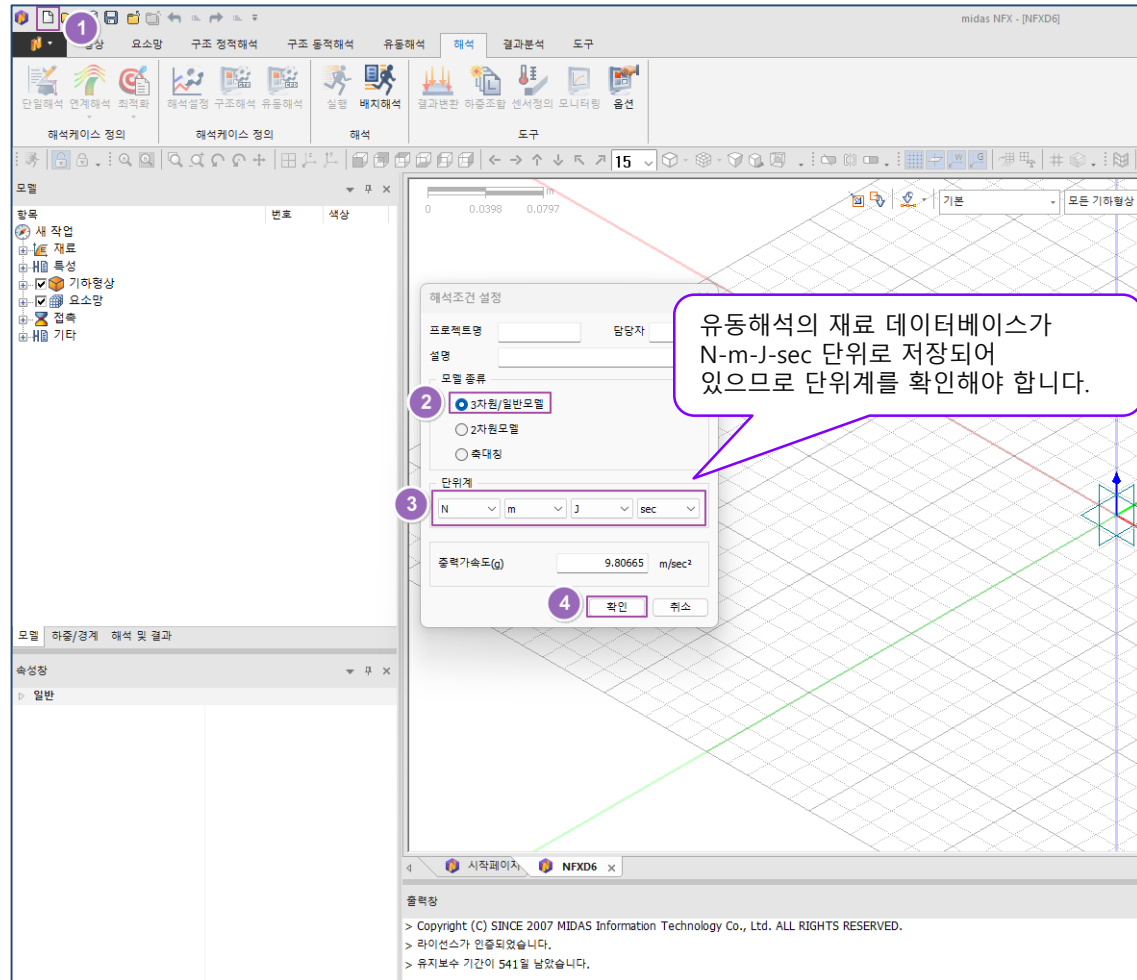 midas NFX - [NFXD6]
1
요소망 구조 정적해석 구조 동적해석 유동해석 해석 결과분석 도구
단일해석 연계해석 최적화 해석설정 구조해석 유동해석 실행 배치해석 결과변환 하중조합 센서정의 모니터링 옵션
해석케이스 정의 해석케이스 정의 해석 도구
15
모델
항목 번호 색상
새 작업
재료
특성
기하형상
요소망
접촉
기타
모델 하중/경계 해석 및 결과
속성창
일반
m
0 0.0398 0.0797
기본 모든 기하형상
해석조건 설정
프로젝트명 담당자
설명
모델 종류
2 3차원/일반모델
2차원모델
축대칭
단위계
3 N m J sec
중력가속도(g) 9.80665 m/sec²
4 확인 취소
유동해석의 재료 데이터베이스가
N-m-J-sec 단위로 저장되어
있으므로 단위계를 확인해야 합니다.
시작페이지 NFXD6
출력창
> Copyright (C) SINCE 2007 MIDAS Information Technology Co., Ltd. ALL RIGHTS RESERVED.
> 라이선스가 인증되었습니다.
> 유지보수 기간이 541일 남았습니다.